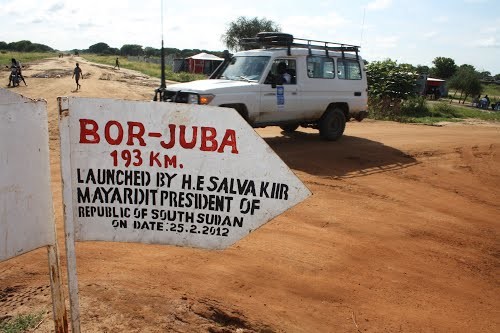 BOR-JUBA
193 KM.
LAUNCHED BY H.E SALVA KIIR
MAYARDIT PRESIDENT OF
REPUBLIC OF SOUTH SUDAN
ON DATE:25.2.2012